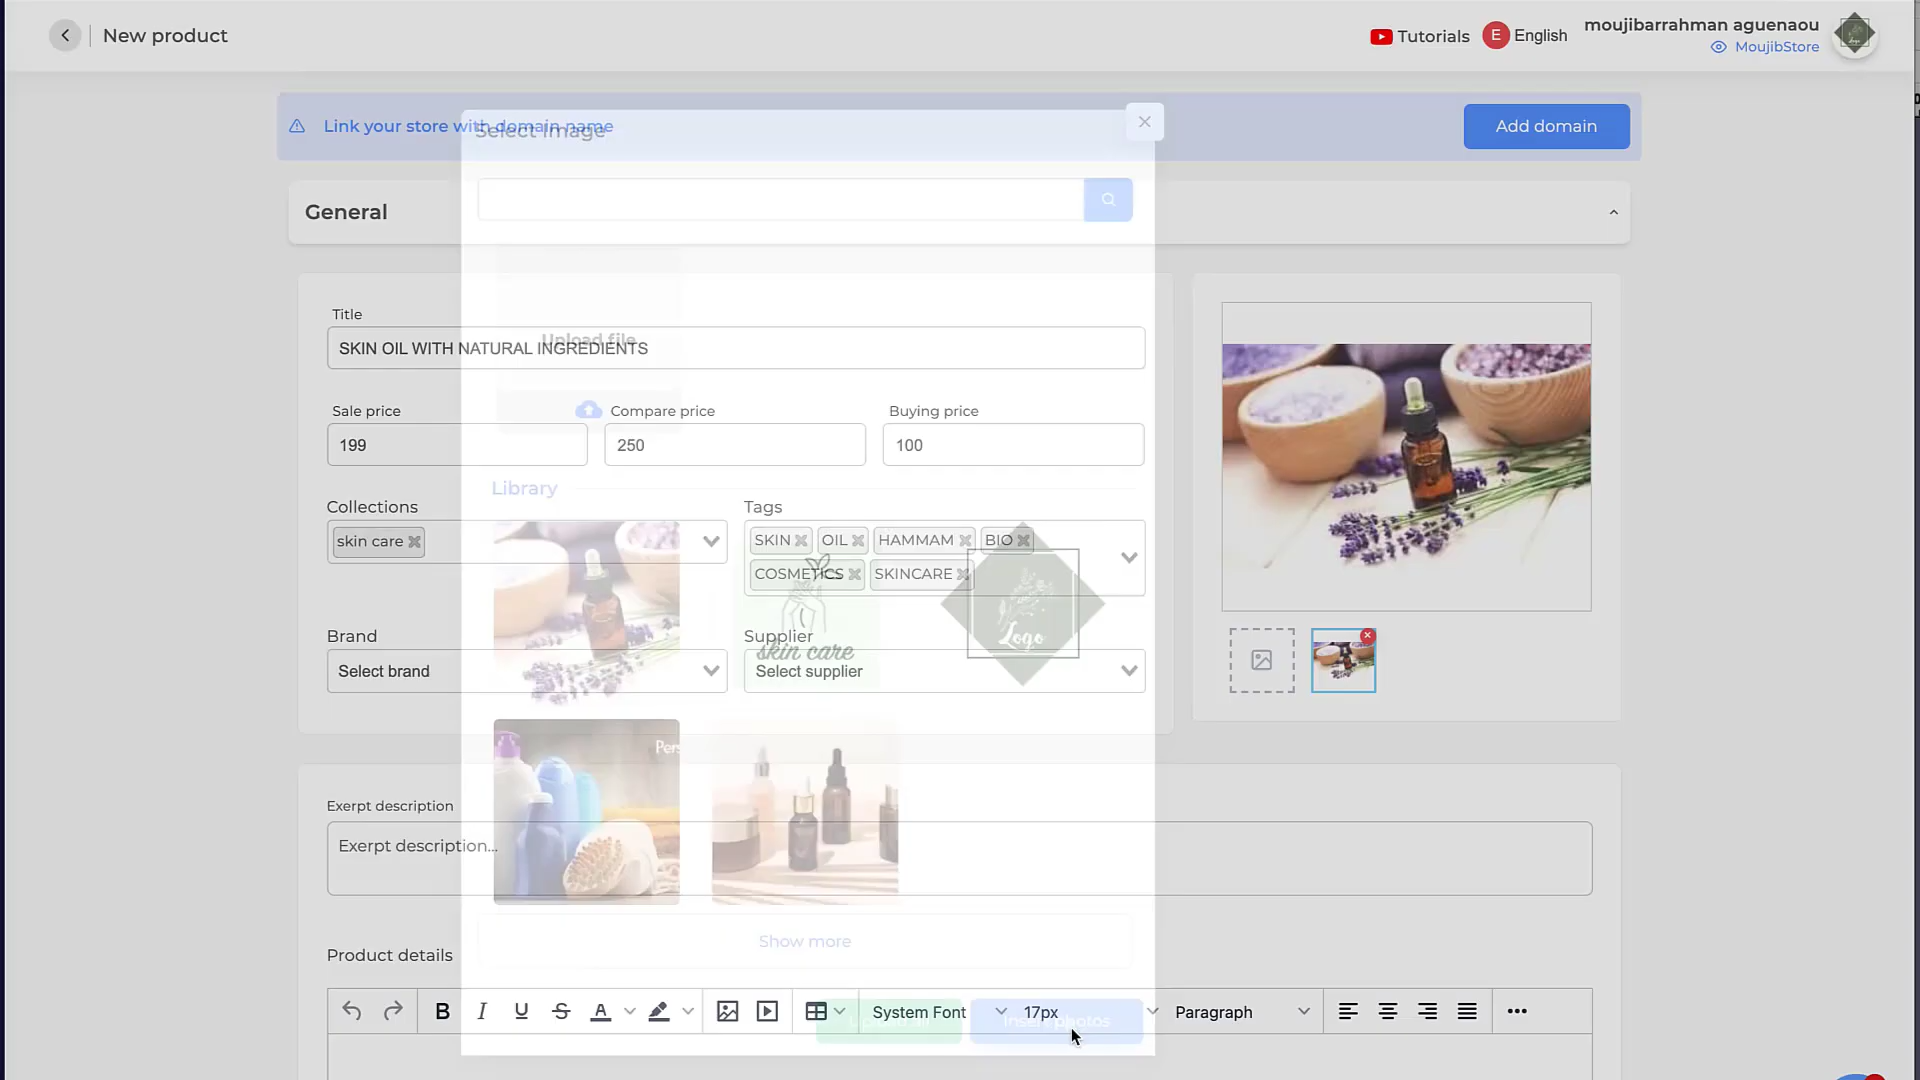 New product
Tutorials
E English
moujibarrahman aguenaou
MoujibStore
Link your store with domain name
Add domain
Select image
General
Upload file
Title
SKIN OIL WITH NATURAL INGREDIENTS
Sale price
Compare price
Buying price
199
250
100
Library
Collections
Tags
skin care
SKIN
OIL
HAMMAM
BIO
COSMETICS
SKINCARE
Logo
skin care
Brand
Supplier
Select brand
Select supplier
Pers
Exerpt description
Exerpt description...
Show more
Product details
B I U S A
System Font
17px
Paragraph
Insert photos